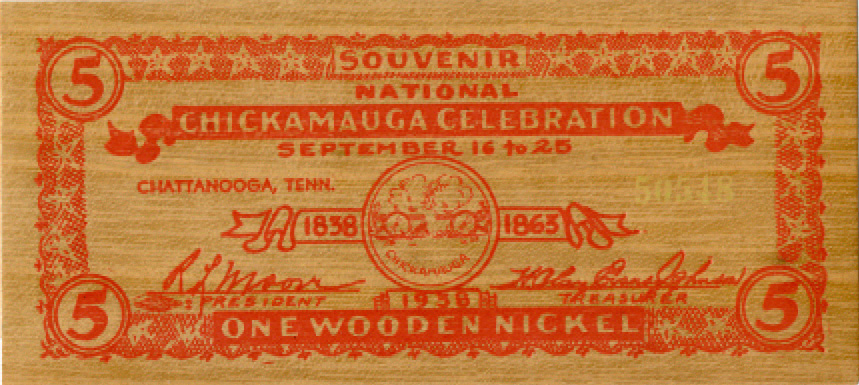 5 SOUVENIR 5
NATIONAL
CHICKAMAUGA CELEBRATION
SEPTEMBER 16 to 25
CHATTANOOGA, TENN.
1838 1863
CHICKAMAUGA
R L Moore
PRESIDENT TREASURER
1938
5 ONE WOODEN NICKEL 5